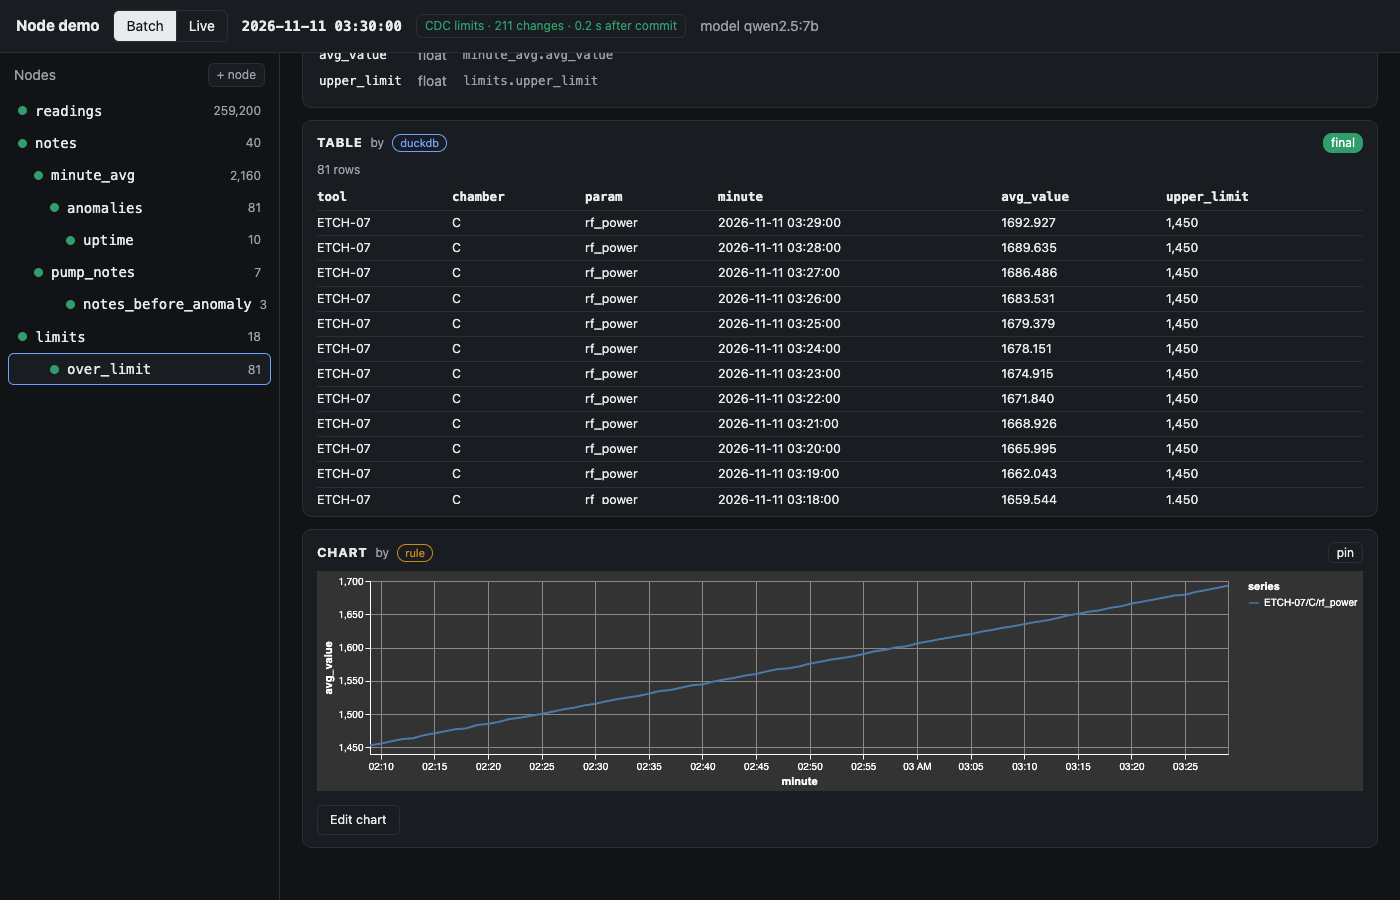 Node demo Batch Live 2026-11-11 03:30:00 CDC limits · 211 changes · 0.2 s after commit model qwen2.5:7b
Nodes + node
readings 259,200
notes 40
minute_avg 2,160
anomalies 81
uptime 10
pump_notes 7
notes_before_anomaly 3
limits 18
over_limit 81
avg_value float minute_avg.avg_value
upper_limit float limits.upper_limit
TABLE by duckdb final
81 rows
tool chamber param minute avg_value upper_limit
ETCH-07 C rf_power 2026-11-11 03:29:00 1692.927 1,450
ETCH-07 C rf_power 2026-11-11 03:28:00 1689.635 1,450
ETCH-07 C rf_power 2026-11-11 03:27:00 1686.486 1,450
ETCH-07 C rf_power 2026-11-11 03:26:00 1683.531 1,450
ETCH-07 C rf_power 2026-11-11 03:25:00 1679.379 1,450
ETCH-07 C rf_power 2026-11-11 03:24:00 1678.151 1,450
ETCH-07 C rf_power 2026-11-11 03:23:00 1674.915 1,450
ETCH-07 C rf_power 2026-11-11 03:22:00 1671.840 1,450
ETCH-07 C rf_power 2026-11-11 03:21:00 1668.926 1,450
ETCH-07 C rf_power 2026-11-11 03:20:00 1665.995 1,450
ETCH-07 C rf_power 2026-11-11 03:19:00 1662.043 1,450
ETCH-07 C rf_power 2026-11-11 03:18:00 1659.544 1,450
CHART by rule pin
1,700
1,650
1,600
1,550
1,500
1,450
avg_value
02:10 02:15 02:20 02:25 02:30 02:35 02:40 02:45 02:50 02:55 03 AM 03:05 03:10 03:15 03:20 03:25
minute
series
ETCH-07/C/rf_power
Edit chart